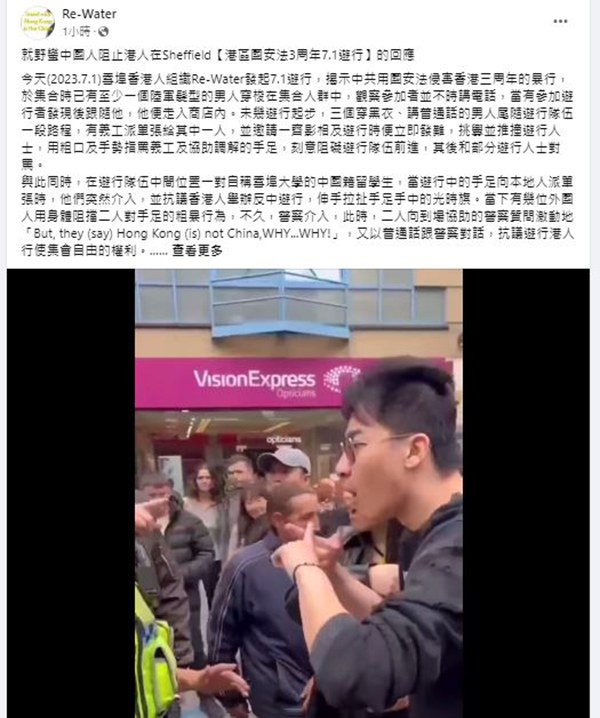 Re-Water
1小時
就野蠻中國人阻止港人在Sheffield【港區國安法3周年7.1遊行】的回應
今天(2023.7.1)雪埠香港人組織Re-Water發起7.1遊行，揭示中共用國安法侵害香港三周年的暴行，
於集合時已有至少一個陸軍髮型的男人穿梭在集合人群中，觀察參加者並不時講電話，當有參加遊
行者發現後跟隨他，他便走入商店內。未幾遊行起步，三個穿黑衣、講普通話的男人尾隨遊行隊伍
一段路程，有義工派單張給其中一人，並邀請一齊影相及遊行時便立即發難，挑釁並推撞遊行人
士，用粗口及手勢指罵義工及協助調解的手足，刻意阻礙遊行隊伍前進，其後和部分遊行人士對
罵。
與此同時，在遊行隊伍中間位置一對自稱雪埠大學的中國籍留學生，當遊行中的手足向本地人派單
張時，他們突然介入，並抗議香港人舉辦反中遊行，伸手拉扯手足手中的光時旗。當下有幾位外國
人用身體阻擋二人對手足的粗暴行為，不久，警察介入，此時，二人向到場協助的警察質問激動地
「But, they (say) Hong Kong (is) not China,WHY...WHY!」，又以普通話跟警察對話，抗議遊行港人
行使集會自由的權利。...... 查看更多
VisionExpress
Opticians
opticians